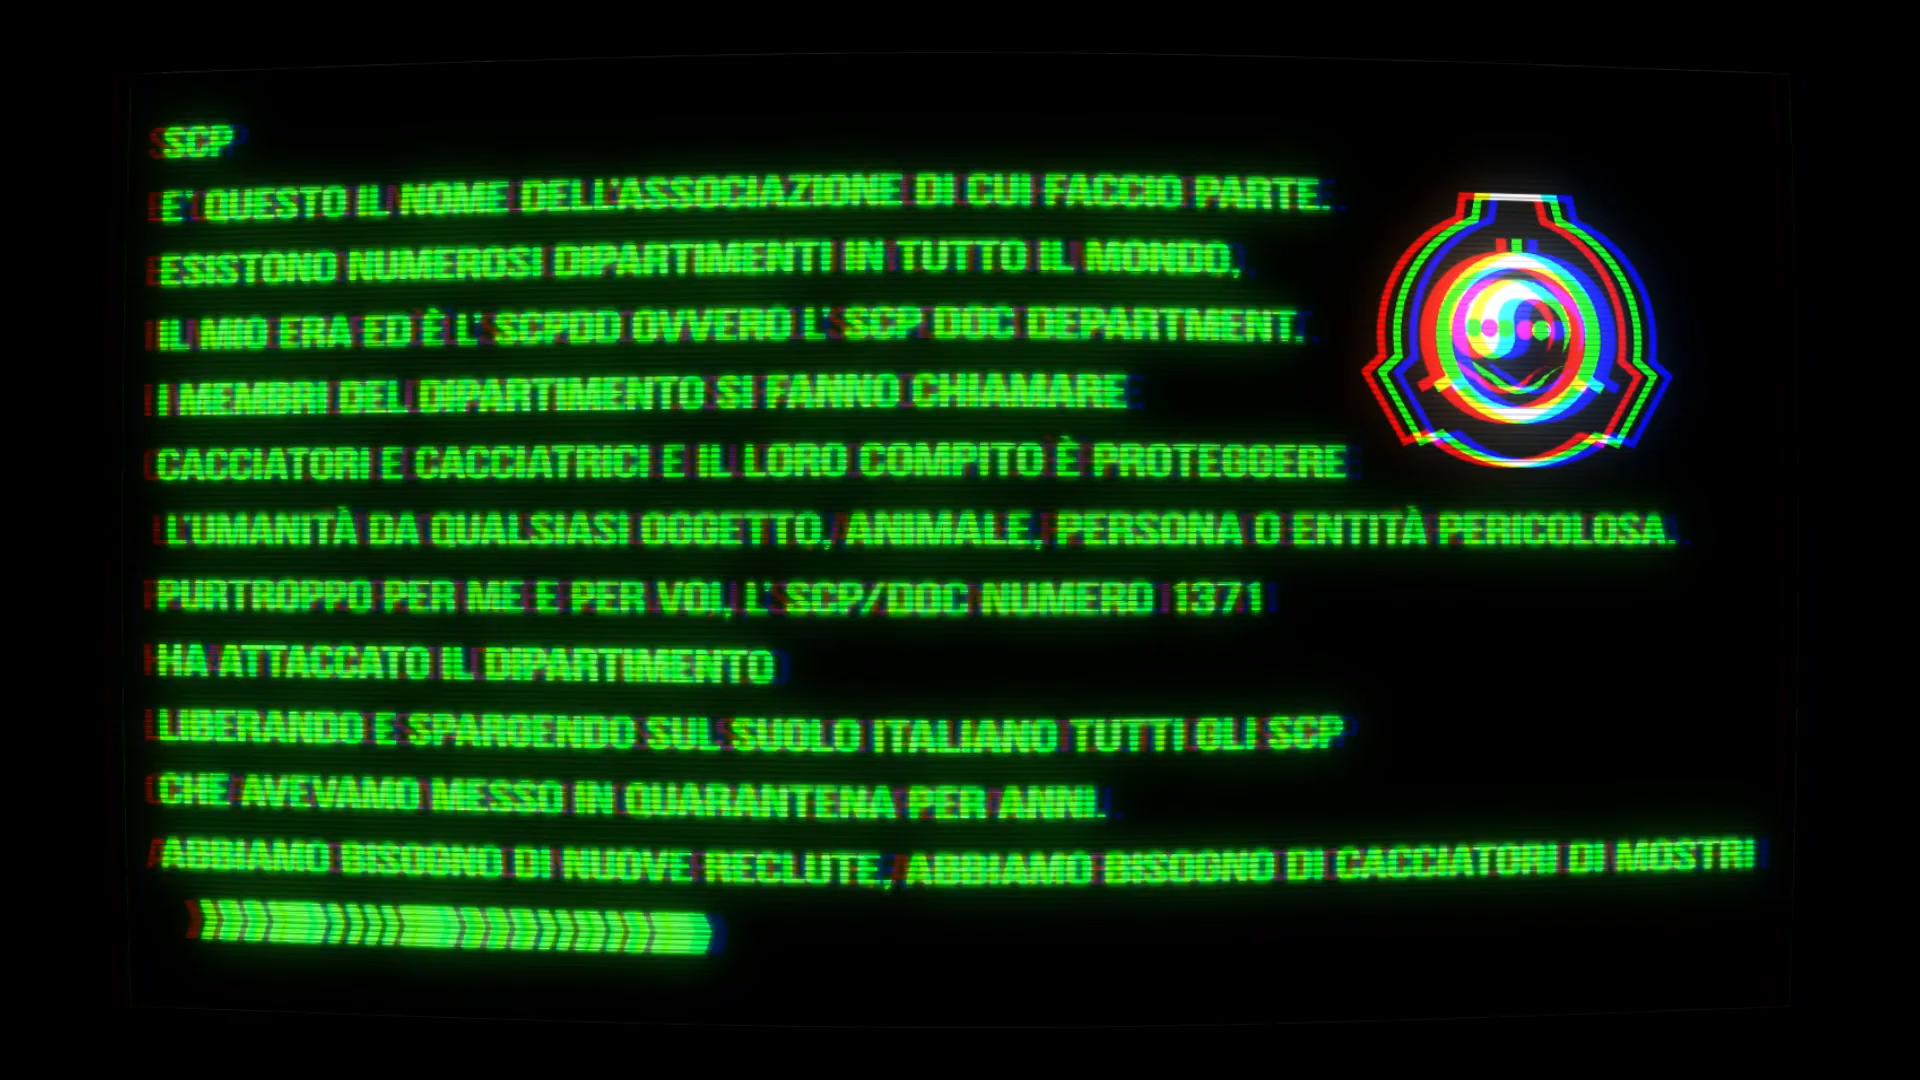 SCP
E' QUESTO IL NOME DELL'ASSOCIAZIONE DI CUI FACCIO PARTE.
ESISTONO NUMEROSI DIPARTIMENTI IN TUTTO IL MONDO,
IL MIO ERA ED È L' SCPDD OVVERO L' SCP DOC DEPARTMENT.
I MEMBRI DEL DIPARTIMENTO SI FANNO CHIAMARE
CACCIATORI E CACCIATRICI E IL LORO COMPITO È PROTEGGERE
L'UMANITÀ DA QUALSIASI OGGETTO, ANIMALE, PERSONA O ENTITÀ PERICOLOSA.
PURTROPPO PER ME E PER VOI, L' SCP/DOC NUMERO 1371
HA ATTACCATO IL DIPARTIMENTO
LIBERANDO E SPARGENDO SUL SUOLO ITALIANO TUTTI GLI SCP
CHE AVEVAMO MESSO IN QUARANTENA PER ANNI.
ABBIAMO BISOGNO DI NUOVE RECLUTE, ABBIAMO BISOGNO DI CACCIATORI DI MOSTRI